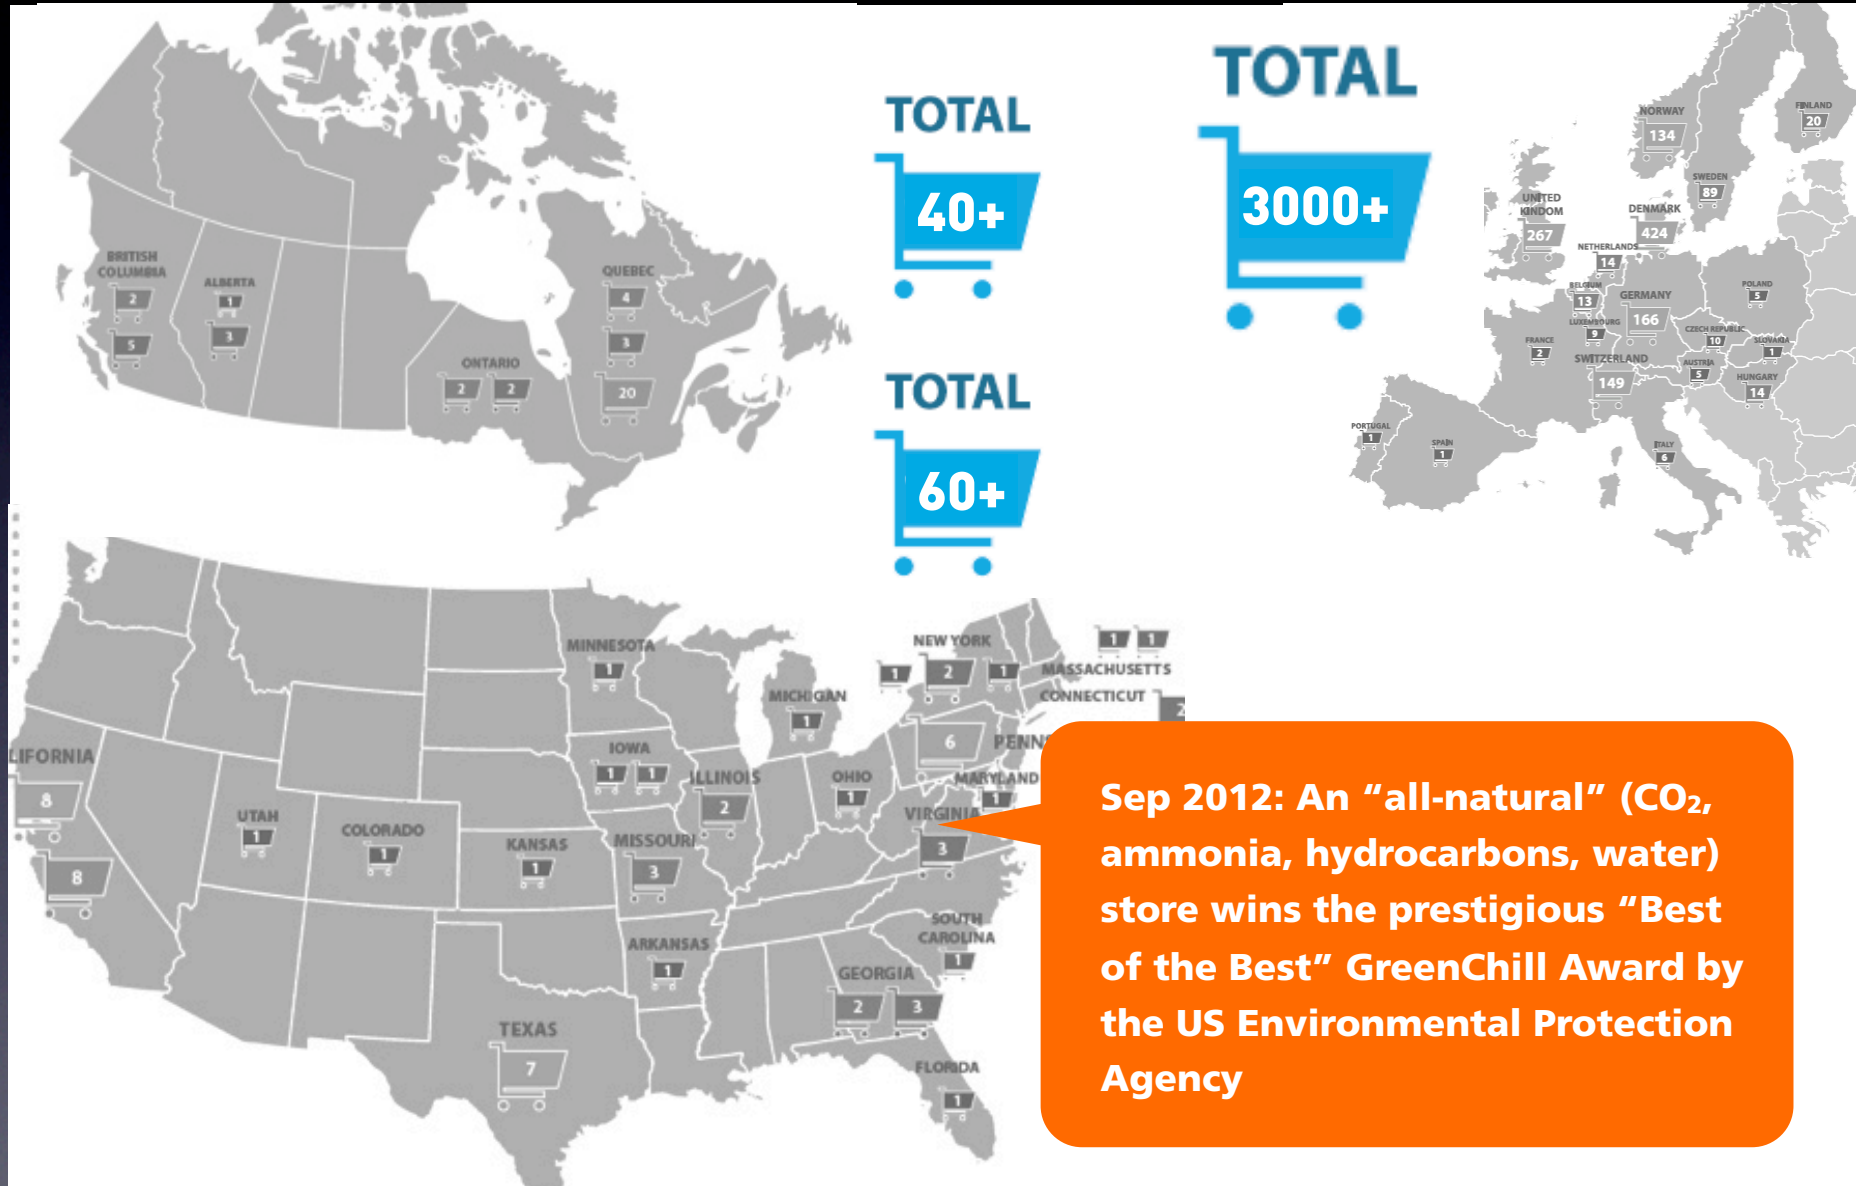 TOTAL
40+
TOTAL
60+
TOTAL
3000+
BRITISH
COLUMBIA
2
5
ALBERTA
1
3
ONTARIO
2 2
QUEBEC
4
3
20
NORWAY
134
FINLAND
20
SWEDEN
89
UNITED
KINDOM
267
DENMARK
424
NETHERLANDS
14
BELGIUM
13
LUXEMBOURG
9
GERMANY
166
POLAND
5
CZECH REPUBLIC
10
SLOVAKIA
1
FRANCE
2
SWITZERLAND
149
AUSTRIA
5
HUNGARY
14
PORTUGAL
1
SPAIN
1
ITALY
6
LIFORNIA
8
8
UTAH
1
COLORADO
1
KANSAS
1
TEXAS
7
MINNESOTA
1
IOWA
1 1
MISSOURI
3
ARKANSAS
1
ILLINOIS
2
MICHIGAN
1
OHIO
1
NEW YORK
1 2 1
1 1
MASSACHUSETTS
CONNECTICUT
2
6
PENNS
MARYLAND
1
VIRGINIA
3
SOUTH
CAROLINA
1
GEORGIA
2 3
FLORIDA
1
Sep 2012: An “all-natural” (CO₂,
ammonia, hydrocarbons, water)
store wins the prestigious “Best
of the Best” GreenChill Award by
the US Environmental Protection
Agency